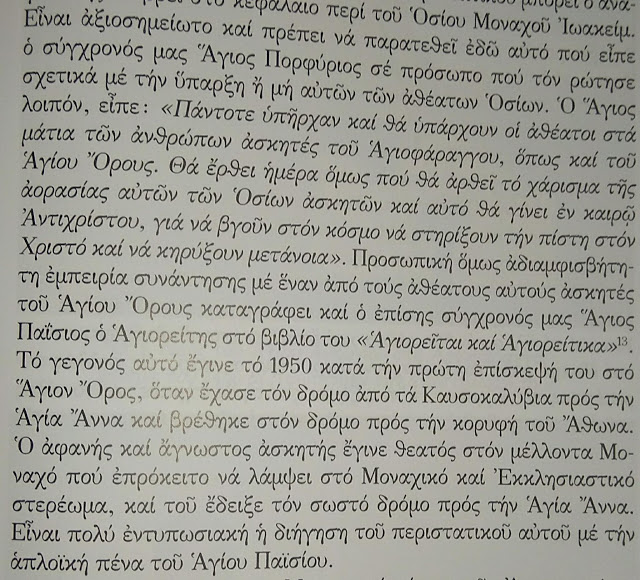 στό κεφάλαιο περί τοῦ Ὁσίου Μοναχοῦ Ἰωακείμ.
Εἶναι ἀξιοσημείωτο καί πρέπει νά παρατεθεῖ ἐδῶ αὐτό πού εἶπε
ὁ σύγχρονός μας Ἅγιος Πορφύριος σέ πρόσωπο πού τόν ρώτησε
σχετικά μέ τήν ὕπαρξη ἤ μή αὐτῶν τῶν ἀθέατων Ὁσίων. Ὁ Ἅγιος
λοιπόν, εἶπε: «Πάντοτε ὑπῆρχαν καί θά ὑπάρχουν οἱ ἀθέατοι στά
μάτια τῶν ἀνθρώπων ἀσκητές τοῦ Ἁγιοφάραγγου, ὅπως καί τοῦ
Ἁγίου Ὄρους. Θά ἔρθει ἡμέρα ὅμως πού θά ἀρθεῖ τό χάρισμα τῆς
ἀορασίας αὐτῶν τῶν Ὁσίων ἀσκητῶν καί αὐτό θά γίνει ἐν καιρῷ
Ἀντιχρίστου, γιά νά βγοῦν στόν κόσμο νά στηρίξουν τήν πίστη στόν
Χριστό καί νά κηρύξουν μετάνοια». Προσωπική ὅμως ἀδιαμφισβήτη-
τη ἐμπειρία συνάντησης μέ ἕναν ἀπό τούς ἀθέατους αὐτούς ἀσκητές
τοῦ Ἁγίου Ὄρους καταγράφει καί ὁ ἐπίσης σύγχρονός μας Ἅγιος
Παΐσιος ὁ Ἁγιορείτης στό βιβλίο του «Ἁγιορεῖται καί Ἁγιορείτικα»¹³.
Τό γεγονός αὐτό ἔγινε τό 1950 κατά τήν πρώτη ἐπίσκεψή του στό
Ἅγιον Ὄρος, ὅταν ἔχασε τόν δρόμο ἀπό τά Καυσοκαλύβια πρός τήν
Ἁγία Ἄννα καί βρέθηκε στόν δρόμο πρός τήν κορυφή τοῦ Ἄθωνα.
Ὁ ἀφανής καί ἄγνωστος ἀσκητής ἔγινε θεατός στόν μέλλοντα Μο-
ναχό πού ἐπρόκειτο νά λάμψει στό Μοναχικό καί Ἐκκλησιαστικό
στερέωμα, καί τοῦ ἔδειξε τόν σωστό δρόμο πρός τήν Ἁγία Ἄννα.
Εἶναι πολύ ἐντυπωσιακή ἡ διήγηση τοῦ περιστατικοῦ αὐτοῦ μέ τήν
ἁπλοϊκή πένα τοῦ Ἁγίου Παϊσίου.